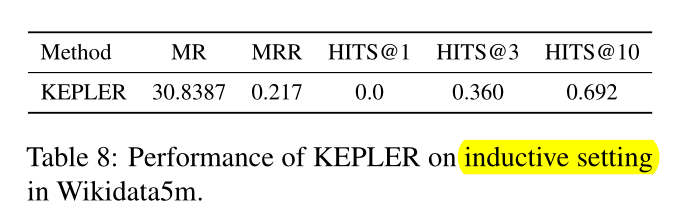 Method MR MRR HITS@1 HITS@3 HITS@10
KEPLER 30.8387 0.217 0.0 0.360 0.692
Table 8: Performance of KEPLER on inductive setting
in Wikidata5m.